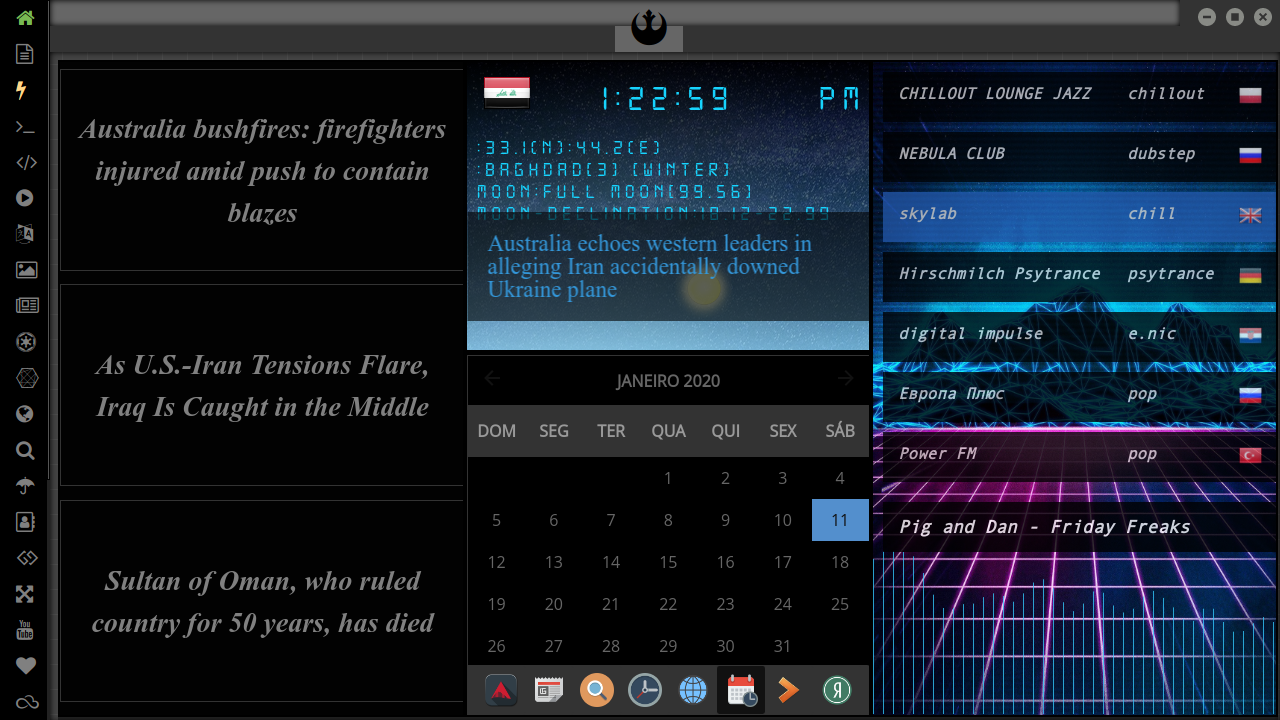 Australia bushfires: firefighters
injured amid push to contain
blazes
As U.S.-Iran Tensions Flare,
Iraq Is Caught in the Middle
Sultan of Oman, who ruled
country for 50 years, has died
1:22:59 PM
:33.1(N):44.2(E)
:BAGHDAD[3] [WINTER]
MOON:FULL MOON[99.56]
MOON-DECLINATION:18.12-22.99
Australia echoes western leaders in
alleging Iran accidentally downed
Ukraine plane
JANEIRO 2020
DOM SEG TER QUA QUI SEX SÁB
1 2 3 4
5 6 7 8 9 10 11
12 13 14 15 16 17 18
19 20 21 22 23 24 25
26 27 28 29 30 31
CHILLOUT LOUNGE JAZZ chillout
NEBULA CLUB dubstep
skylab chill
Hirschmilch Psytrance psytrance
digital impulse e.nic
Европа Плюс pop
Power FM pop
Pig and Dan - Friday Freaks
You
Tube
Я